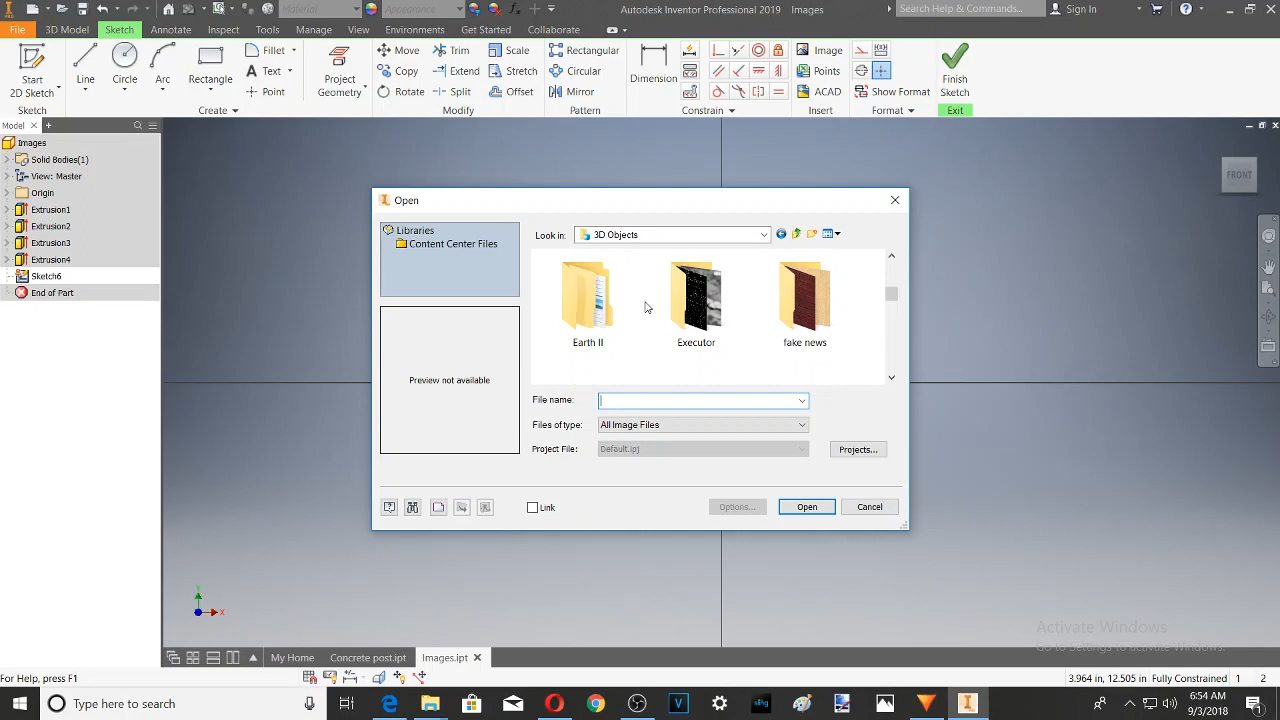 Material
Appearance
Autodesk Inventor Professional 2019 Images
Search Help & Commands...
Sign In
File 3D Model Sketch Annotate Inspect Tools Manage View Environments Get Started Collaborate
Start 2D Sketch
Line
Circle
Arc
Rectangle
Fillet
Text
Point
Project Geometry
Move
Copy
Rotate
Trim
Extend
Split
Scale
Stretch
Offset
Rectangular
Circular
Mirror
Dimension
Image
Points
ACAD
Show Format
Finish Sketch
Sketch Create Modify Pattern Constrain Insert Format Exit
Model
Images
Solid Bodies(1)
View: Master
Origin
Extrusion1
Extrusion2
Extrusion3
Extrusion4
Sketch6
End of Part
FRONT
Open
Libraries
Content Center Files
Look in: 3D Objects
Earth II
Executor
fake news
Preview not available
File name:
Files of type: All Image Files
Project File: Default.ipj
Projects...
Link
Options...
Open
Cancel
Y
X
Activate Windows
Go to Settings to activate Windows.
My Home
Concrete post.ipt
Images.ipt
For Help, press F1
3.964 in, 12.505 in Fully Constrained 1 2
Type here to search
6:54 AM
9/3/2018